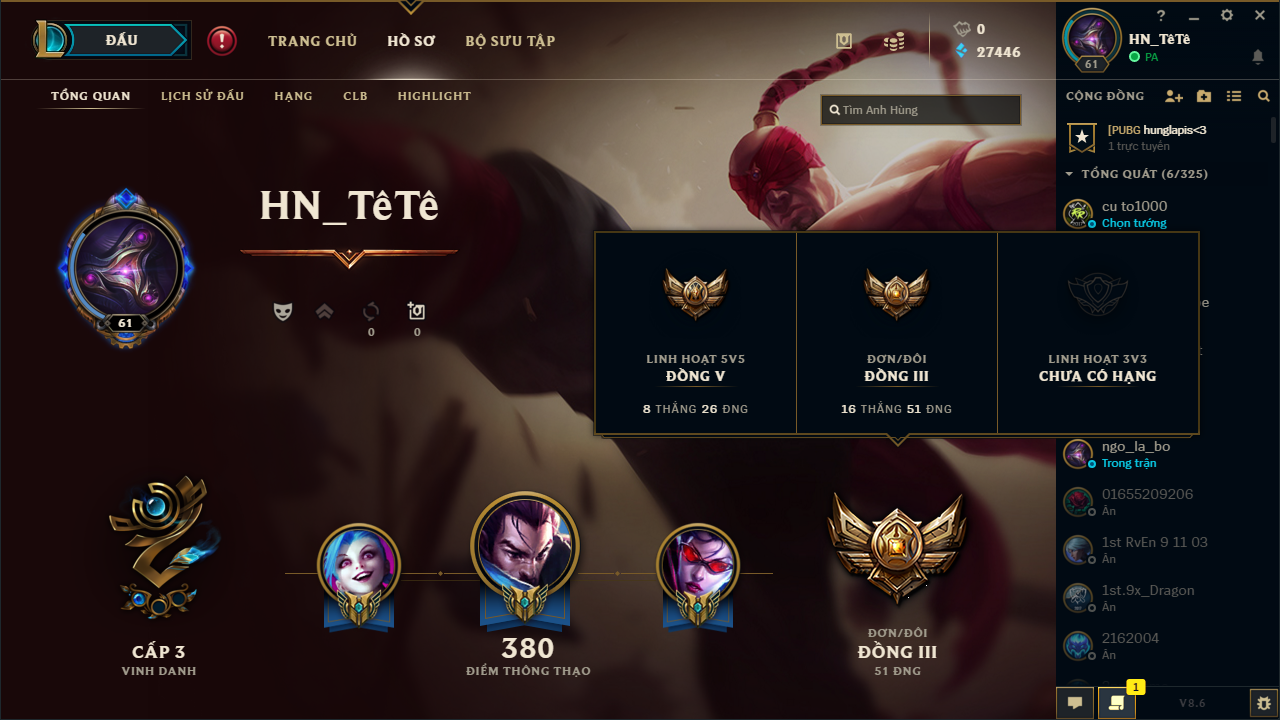 ĐẤU
TRANG CHỦ
HỒ SƠ
BỘ SƯU TẬP
0
27446
?
HN_TêTê
PA
61
TỔNG QUAN
LỊCH SỬ ĐẤU
HẠNG
CLB
HIGHLIGHT
Tìm Anh Hùng
CỘNG ĐỒNG
[PUBG hunglapis<3
1 trực tuyến
TỔNG QUÁT (6/325)
cu to1000
Chọn tướng
HN_TêTê
61
0
0
LINH HOẠT 5V5
ĐỒNG V
8 THẮNG 26 ĐNG
ĐƠN/ĐÔI
ĐỒNG III
16 THẮNG 51 ĐNG
LINH HOẠT 3V3
CHƯA CÓ HẠNG
ngo_la_bo
Trong trận
01655209206
Ẩn
1st RvEn 9 11 03
Ẩn
1st.9x_Dragon
Ẩn
2162004
Ẩn
CẤP 3
VINH DANH
380
ĐIỂM THÔNG THẠO
ĐƠN/ĐÔI
ĐỒNG III
51 ĐNG
1
V8.6